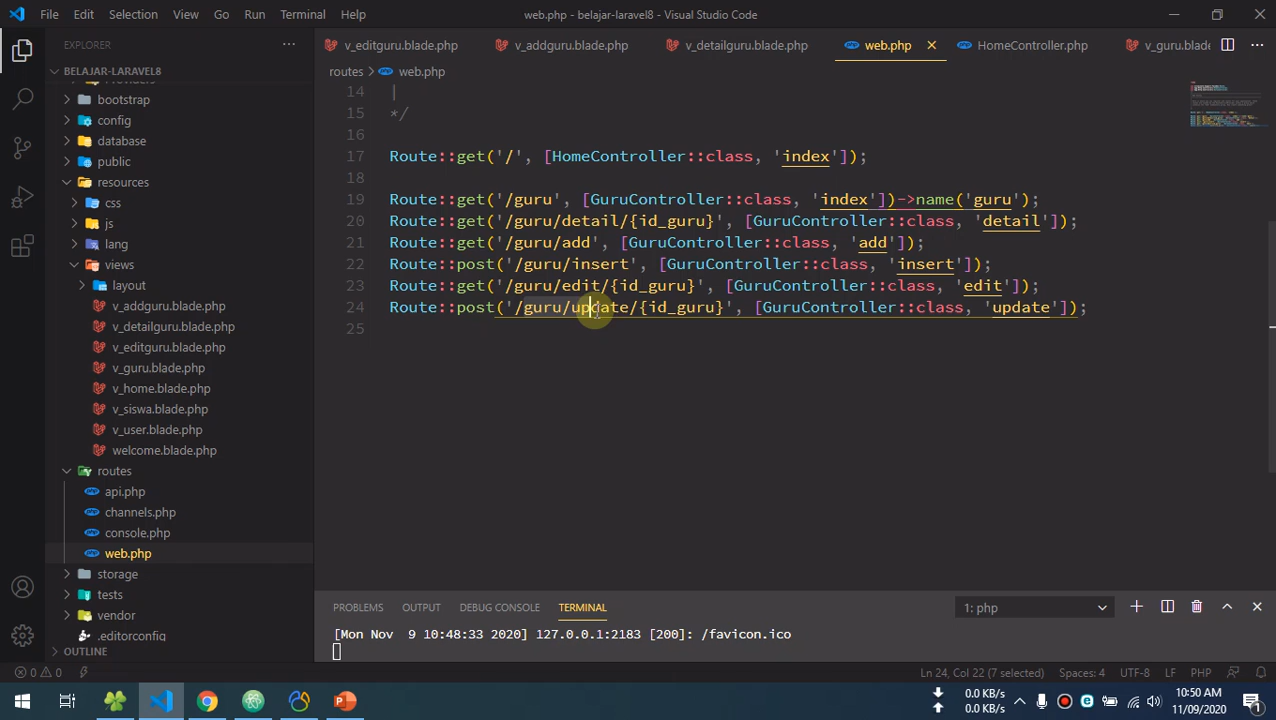 File Edit Selection View Go Run Terminal Help
web.php - belajar-laravel8 - Visual Studio Code
EXPLORER
BELAJAR-LARAVEL8
bootstrap
config
database
public
resources
css
js
lang
views
layout
v_addguru.blade.php
v_detailguru.blade.php
v_editguru.blade.php
v_guru.blade.php
v_home.blade.php
v_siswa.blade.php
v_user.blade.php
welcome.blade.php
routes
api.php
channels.php
console.php
web.php
storage
tests
vendor
.editorconfig
OUTLINE
v_editguru.blade.php v_addguru.blade.php v_detailguru.blade.php web.php HomeController.php v_guru.blade
routes > web.php
14 |
15 */
16
17 Route::get('/', [HomeController::class, 'index']);
18
19 Route::get('/guru', [GuruController::class, 'index'])->name('guru');
20 Route::get('/guru/detail/{id_guru}', [GuruController::class, 'detail']);
21 Route::get('/guru/add', [GuruController::class, 'add']);
22 Route::post('/guru/insert', [GuruController::class, 'insert']);
23 Route::get('/guru/edit/{id_guru}', [GuruController::class, 'edit']);
24 Route::post('/guru/update/{id_guru}', [GuruController::class, 'update']);
25
PROBLEMS OUTPUT DEBUG CONSOLE TERMINAL 1: php
[Mon Nov  9 10:48:33 2020] 127.0.0.1:2183 [200]: /favicon.ico
0 0 Ln 24, Col 22 (7 selected) Spaces: 4 UTF-8 LF PHP
0.0 KB/s
0.0 KB/s
10:50 AM
11/09/2020
1